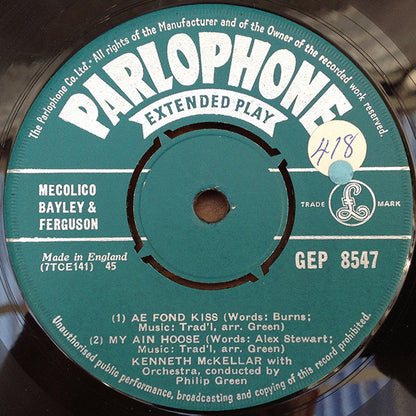 The Parlophone Co. Ltd. All rights of the Manufacturer and of the Owner of the recorded work reserved.
PARLOPHONE
EXTENDED PLAY
418
MECOLICO
BAYLEY &
FERGUSON
TRADE £ MARK
Made in England
(7TCE141) 45
GEP 8547
(1) AE FOND KISS (Words: Burns;
Music: Trad'l, arr. Green)
(2) MY AIN HOOSE (Words: Alex Stewart;
Music: Trad'l, arr. Green)
KENNETH McKELLAR with
Orchestra, conducted by
Philip Green
Unauthorised public performance, broadcasting and copying of this record prohibited.